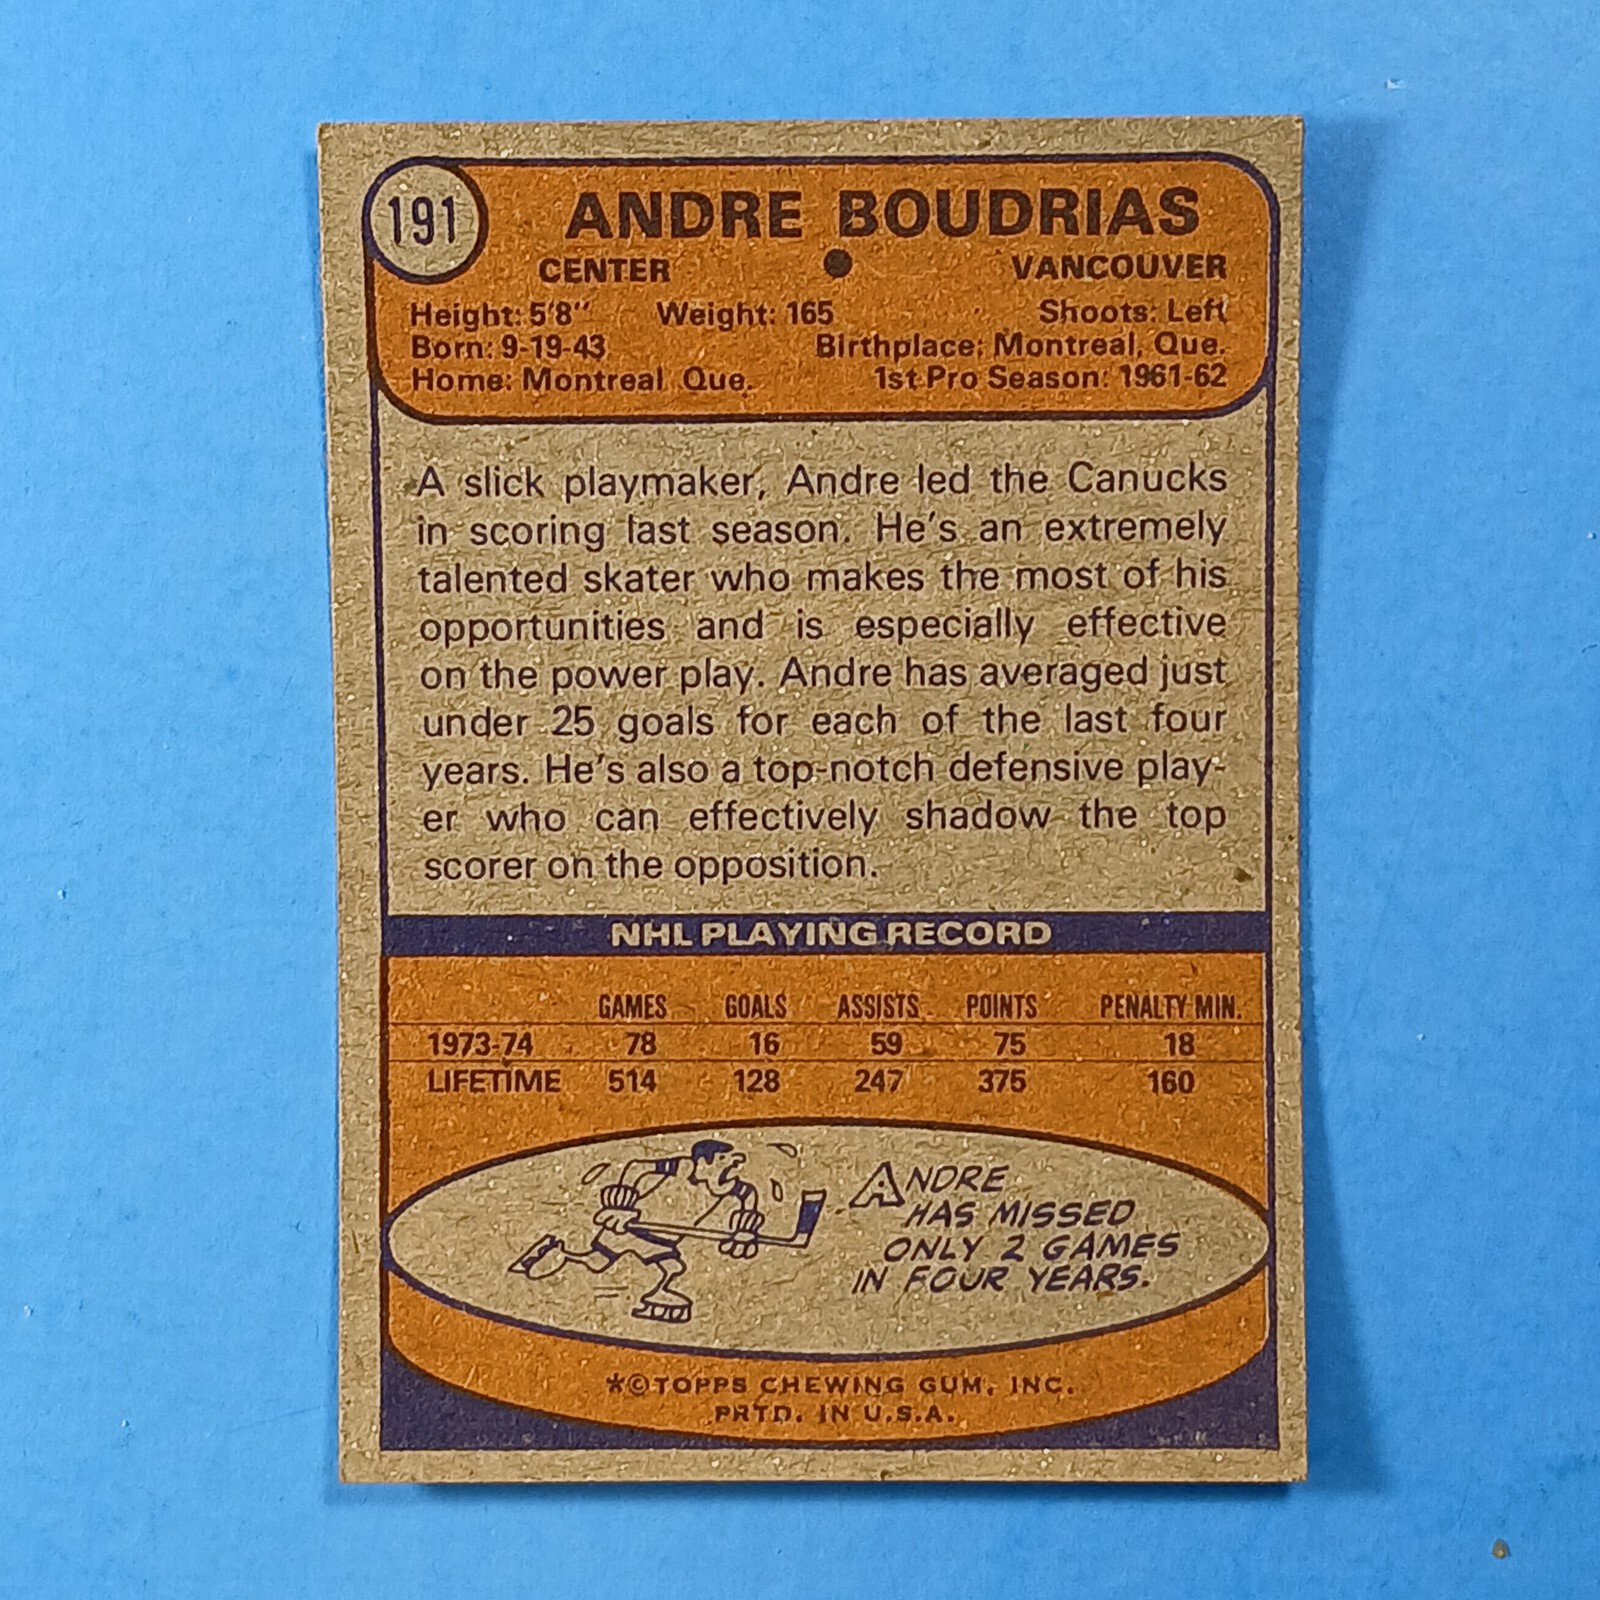 191
ANDRE BOUDRIAS
CENTER ● VANCOUVER
Height: 5'8" Weight: 165 Shoots: Left
Born: 9-19-43 Birthplace: Montreal, Que.
Home: Montreal Que. 1st Pro Season: 1961-62
A slick playmaker, Andre led the Canucks
in scoring last season. He's an extremely
talented skater who makes the most of his
opportunities and is especially effective
on the power play. Andre has averaged just
under 25 goals for each of the last four
years. He's also a top-notch defensive play-
er who can effectively shadow the top
scorer on the opposition.
NHL PLAYING RECORD
GAMES GOALS ASSISTS POINTS PENALTY MIN.
1973-74 78 16 59 75 18
LIFETIME 514 128 247 375 160
ANDRE
HAS MISSED
ONLY 2 GAMES
IN FOUR YEARS.
*©TOPPS CHEWING GUM, INC.
PRTD. IN U.S.A.